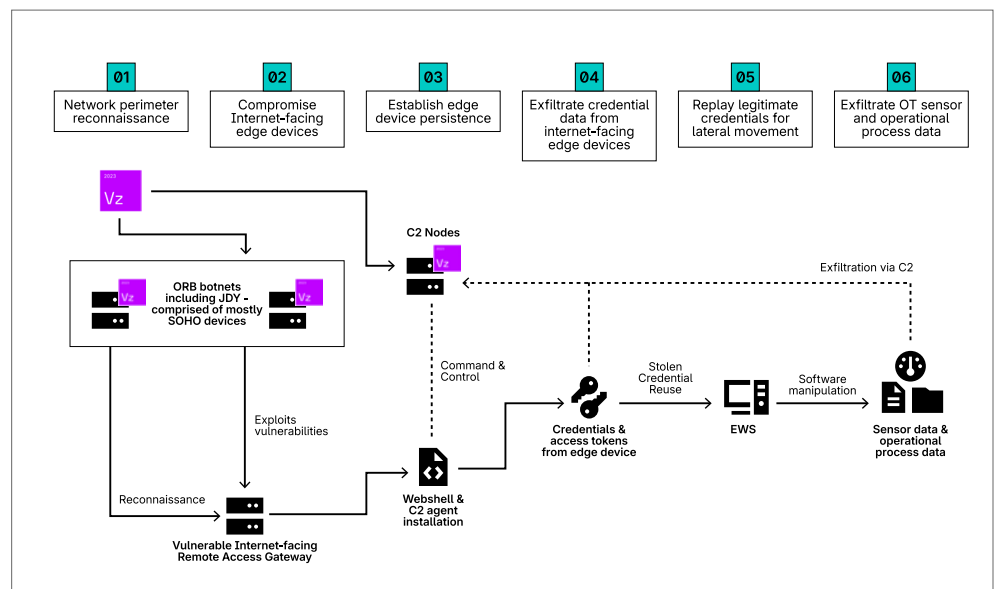 01
Network perimeter
reconnaissance
02
Compromise
Internet-facing
edge devices
03
Establish edge
device persistence
04
Exfiltrate credential
data from
internet-facing
edge devices
05
Replay legitimate
credentials for
lateral movement
06
Exfiltrate OT sensor
and operational
process data
2023
Vz
C2 Nodes
Vz
Exfiltration via C2
Vz
ORB botnets
including JDY -
comprised of mostly
SOHO devices
Vz
Command &
Control
Stolen
Credential
Reuse
Software
manipulation
Exploits
vulnerabilities
Credentials &
access tokens
from edge device
EWS
Sensor data &
operational
process data
Reconnaissance
Webshell &
C2 agent
installation
Vulnerable Internet-facing
Remote Access Gateway